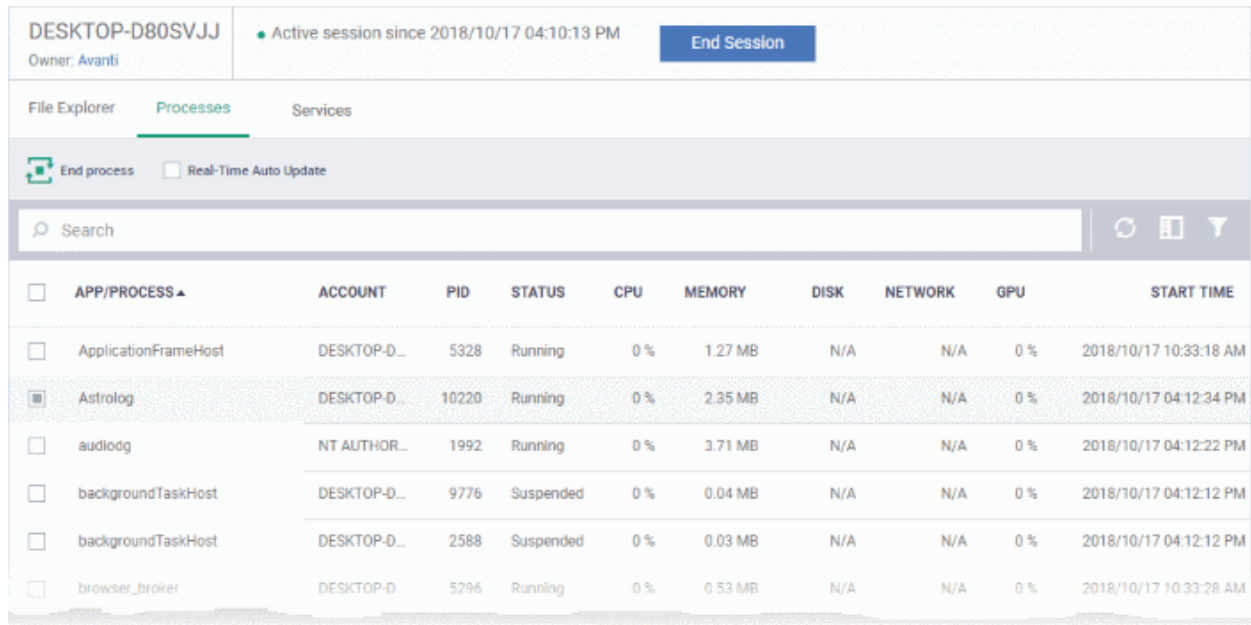 DESKTOP-D80SVJJ
Owner: Avanti
Active session since 2018/10/17 04:10:13 PM
End Session
File Explorer Processes Services
End process Real-Time Auto Update
Search
APP/PROCESS ACCOUNT PID STATUS CPU MEMORY DISK NETWORK GPU START TIME
ApplicationFrameHost DESKTOP-D... 5328 Running 0 % 1.27 MB N/A N/A 0 % 2018/10/17 10:33:18 AM
Astrolog DESKTOP-D... 10220 Running 0 % 2.35 MB N/A N/A 0 % 2018/10/17 04:12:34 PM
audiodg NT AUTHOR... 1992 Running 0 % 3.71 MB N/A N/A 0 % 2018/10/17 04:12:22 PM
backgroundTaskHost DESKTOP-D... 9776 Suspended 0 % 0.04 MB N/A N/A 0 % 2018/10/17 04:12:12 PM
backgroundTaskHost DESKTOP-D... 2588 Suspended 0 % 0.03 MB N/A N/A 0 % 2018/10/17 04:12:12 PM
browser_broker DESKTOP-D... 5296 Running 0 % 0.53 MB N/A N/A 0 % 2018/10/17 10:33:28 AM